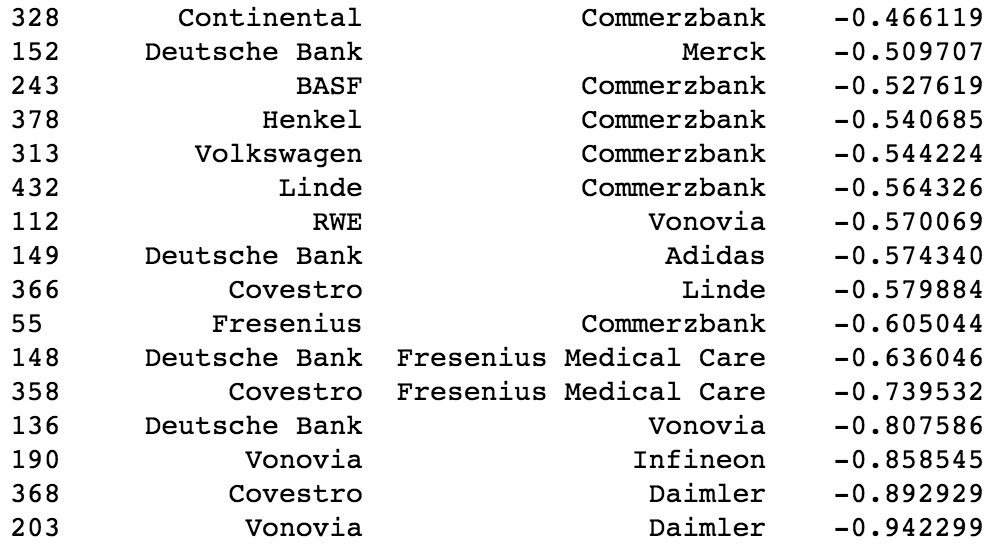 328 Continental Commerzbank -0.466119
152 Deutsche Bank Merck -0.509707
243 BASF Commerzbank -0.527619
378 Henkel Commerzbank -0.540685
313 Volkswagen Commerzbank -0.544224
432 Linde Commerzbank -0.564326
112 RWE Vonovia -0.570069
149 Deutsche Bank Adidas -0.574340
366 Covestro Linde -0.579884
55 Fresenius Commerzbank -0.605044
148 Deutsche Bank Fresenius Medical Care -0.636046
358 Covestro Fresenius Medical Care -0.739532
136 Deutsche Bank Vonovia -0.807586
190 Vonovia Infineon -0.858545
368 Covestro Daimler -0.892929
203 Vonovia Daimler -0.942299